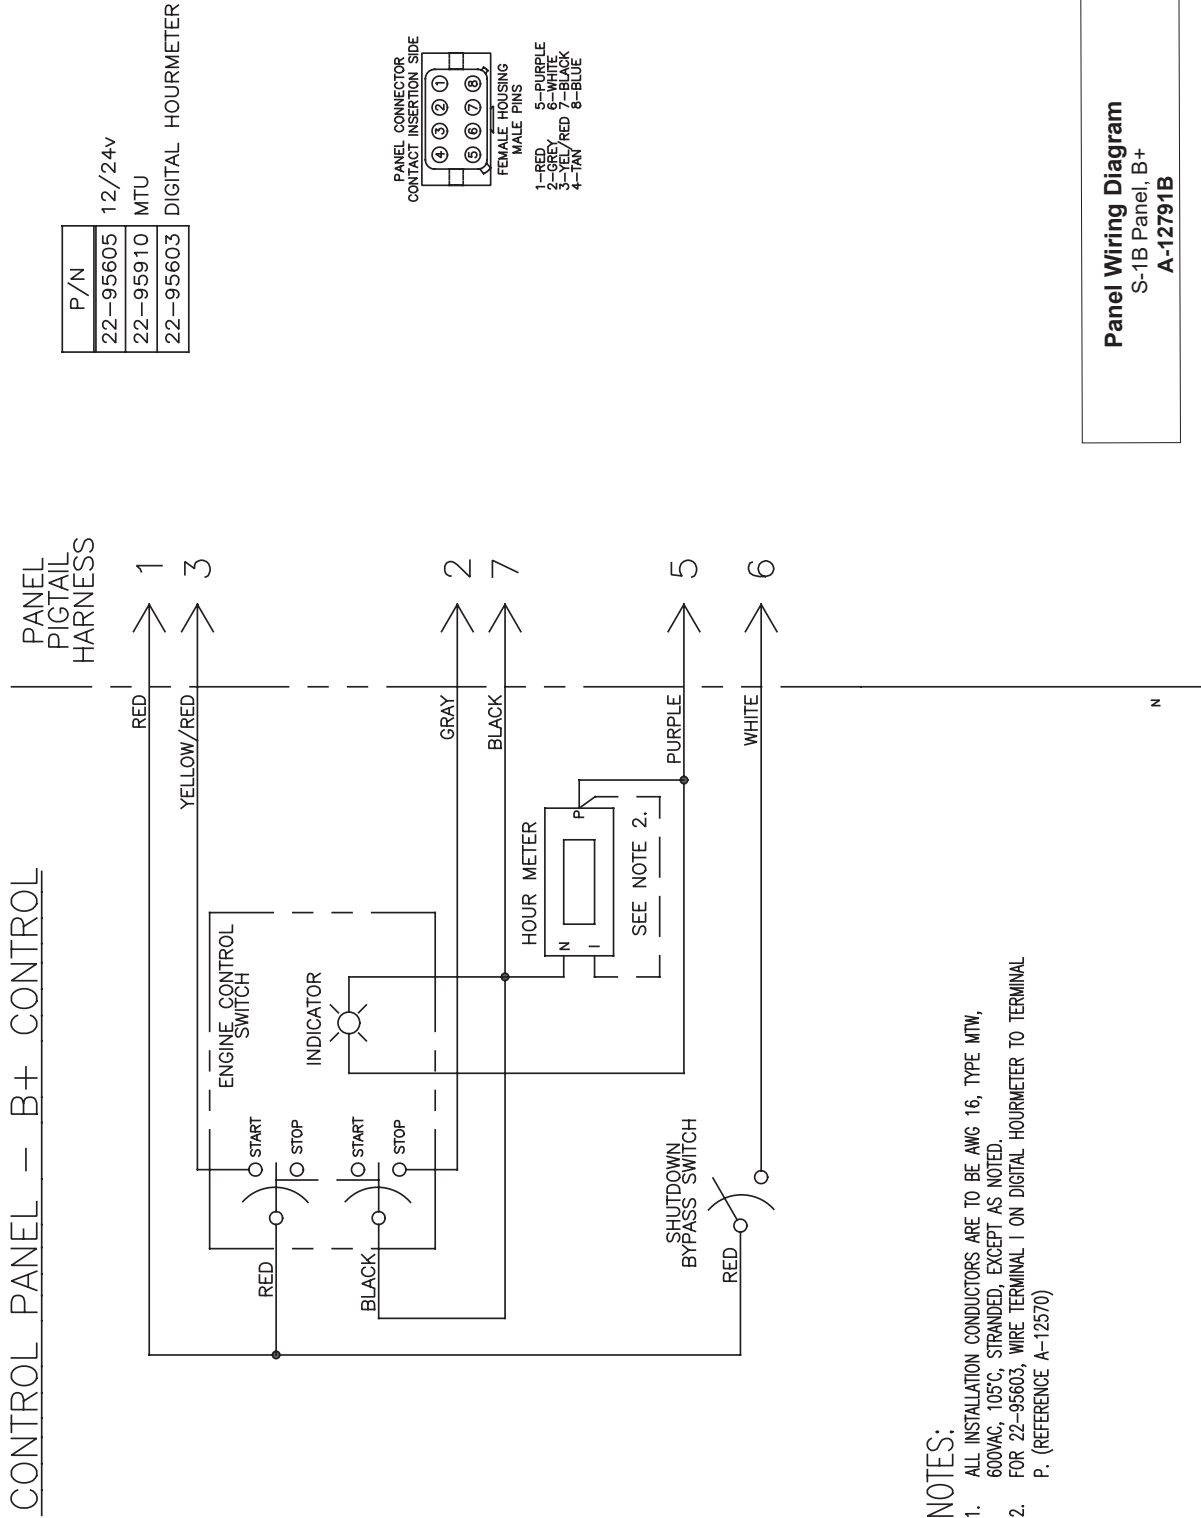 CONTROL PANEL – B+ CONTROL
PANEL
PIGTAIL
HARNESS
RED
1
YELLOW/RED
3
ENGINE CONTROL
SWITCH
START
STOP
START
STOP
RED
BLACK
INDICATOR
GRAY
2
BLACK
7
HOUR METER
N
I
P
SEE NOTE 2.
PURPLE
5
SHUTDOWN
BYPASS SWITCH
RED
WHITE
6
P/N
22–95605 12/24v
22–95910 MTU
22–95603 DIGITAL HOURMETER
PANEL CONNECTOR
CONTACT INSERTION SIDE
4 3 2 1
5 6 7 8
FEMALE HOUSING
MALE PINS
1–RED 5–PURPLE
2–GREY 6–WHITE
3–YEL/RED 7–BLACK
4–TAN 8–BLUE
NOTES:
1. ALL INSTALLATION CONDUCTORS ARE TO BE AWG 16, TYPE MTW,
600VAC, 105°C, STRANDED, EXCEPT AS NOTED.
2. FOR 22–95603, WIRE TERMINAL I ON DIGITAL HOURMETER TO TERMINAL
P. (REFERENCE A–12570)
N
Panel Wiring Diagram
S-1B Panel, B+
A-12791B